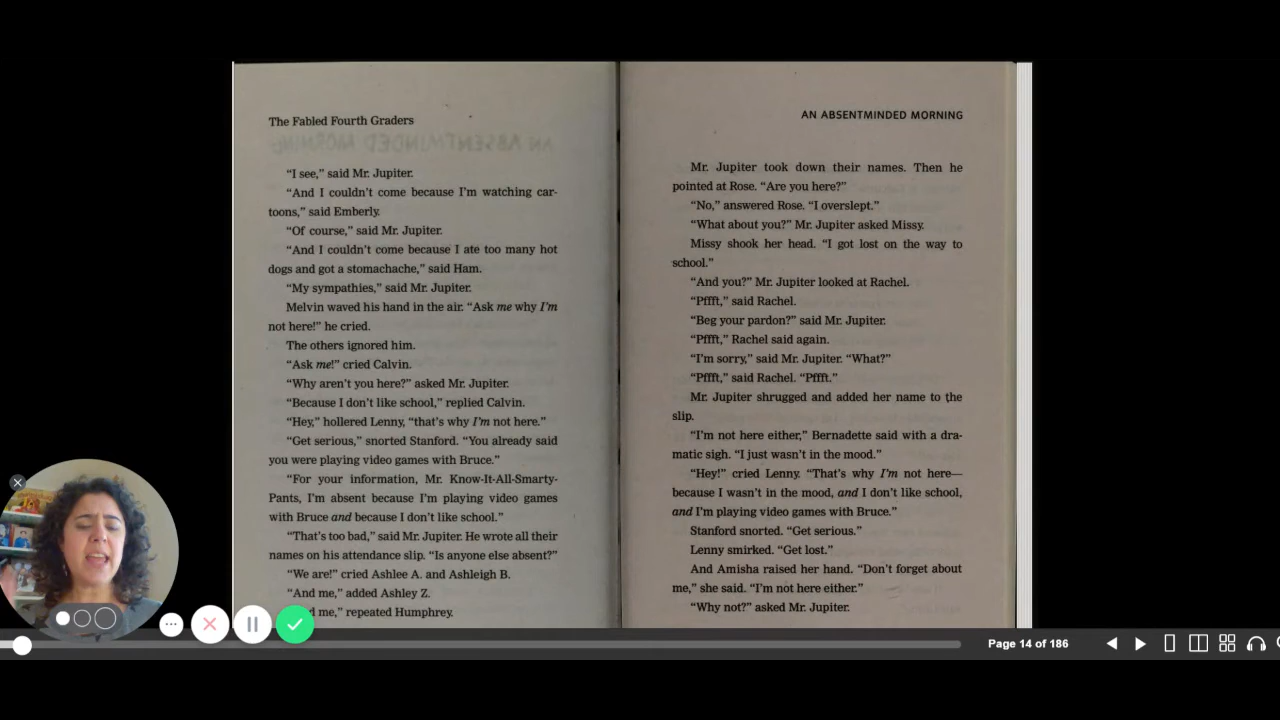 The Fabled Fourth Graders
“I see,” said Mr. Jupiter.
“And I couldn’t come because I’m watching car-
toons,” said Emberly.
“Of course,” said Mr. Jupiter.
“And I couldn’t come because I ate too many hot
dogs and got a stomachache,” said Ham.
“My sympathies,” said Mr. Jupiter.
Melvin waved his hand in the air. “Ask me why I’m
not here!” he cried.
The others ignored him.
“Ask me!” cried Calvin.
“Why aren’t you here?” asked Mr. Jupiter.
“Because I don’t like school,” replied Calvin.
“Hey,” hollered Lenny, “that’s why I’m not here.”
“Get serious,” snorted Stanford. “You already said
you were playing video games with Bruce.”
“For your information, Mr. Know-It-All-Smarty-
Pants, I’m absent because I’m playing video games
with Bruce and because I don’t like school.”
“That’s too bad,” said Mr. Jupiter. He wrote all their
names on his attendance slip. “Is anyone else absent?”
“We are!” cried Ashlee A. and Ashleigh B.
“And me,” added Ashley Z.
me,” repeated Humphrey.
AN ABSENTMINDED MORNING
Mr. Jupiter took down their names. Then he
pointed at Rose. “Are you here?”
“No,” answered Rose. “I overslept.”
“What about you?” Mr. Jupiter asked Missy.
Missy shook her head. “I got lost on the way to
school.”
“And you?” Mr. Jupiter looked at Rachel.
“Pffft,” said Rachel.
“Beg your pardon?” said Mr. Jupiter.
“Pffft,” Rachel said again.
“I’m sorry,” said Mr. Jupiter. “What?”
“Pffft,” said Rachel. “Pffft.”
Mr. Jupiter shrugged and added her name to the
slip.
“I’m not here either,” Bernadette said with a dra-
matic sigh. “I just wasn’t in the mood.”
“Hey!” cried Lenny. “That’s why I’m not here—
because I wasn’t in the mood, and I don’t like school,
and I’m playing video games with Bruce.”
Stanford snorted. “Get serious.”
Lenny smirked. “Get lost.”
And Amisha raised her hand. “Don’t forget about
me,” she said. “I’m not here either.”
“Why not?” asked Mr. Jupiter.
Page 14 of 186